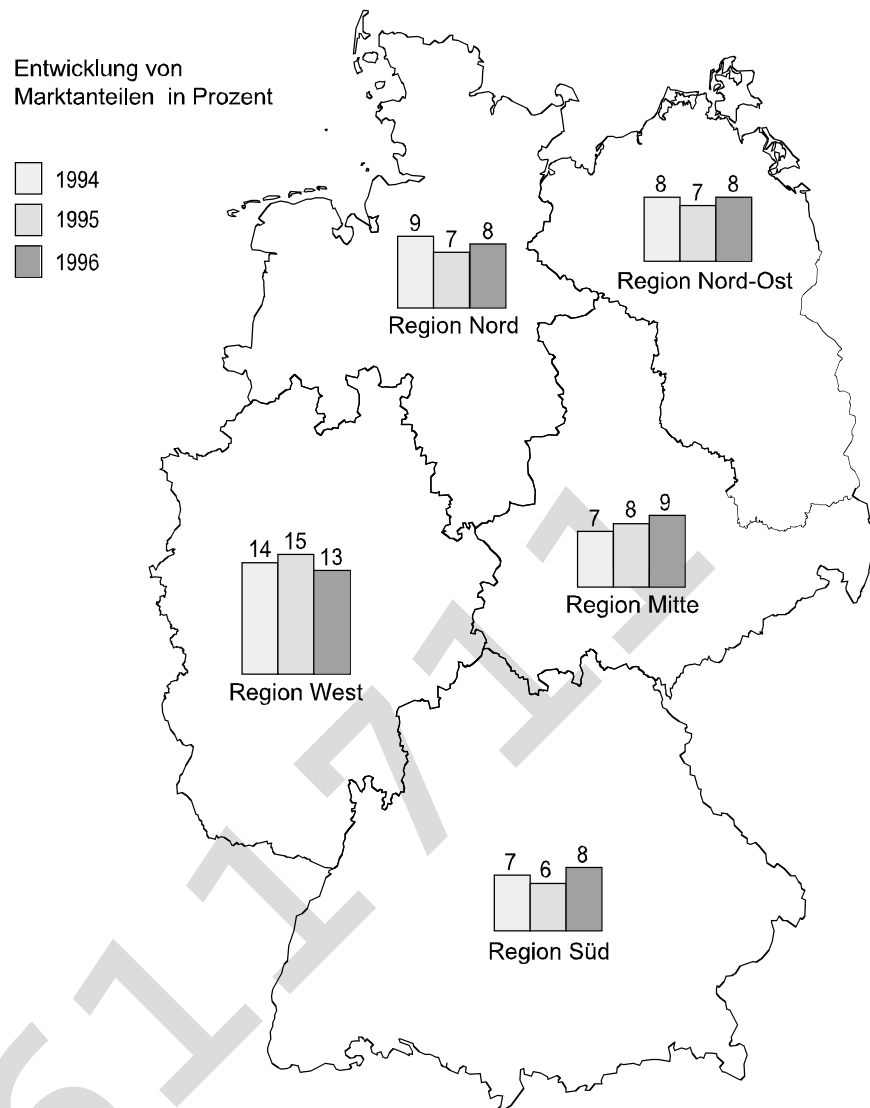 Entwicklung von
Marktanteilen in Prozent
1994
1995
1996
9 7 8
Region Nord
8 7 8
Region Nord-Ost
14 15 13
Region West
7 8 9
Region Mitte
7 6 8
Region Süd
611711